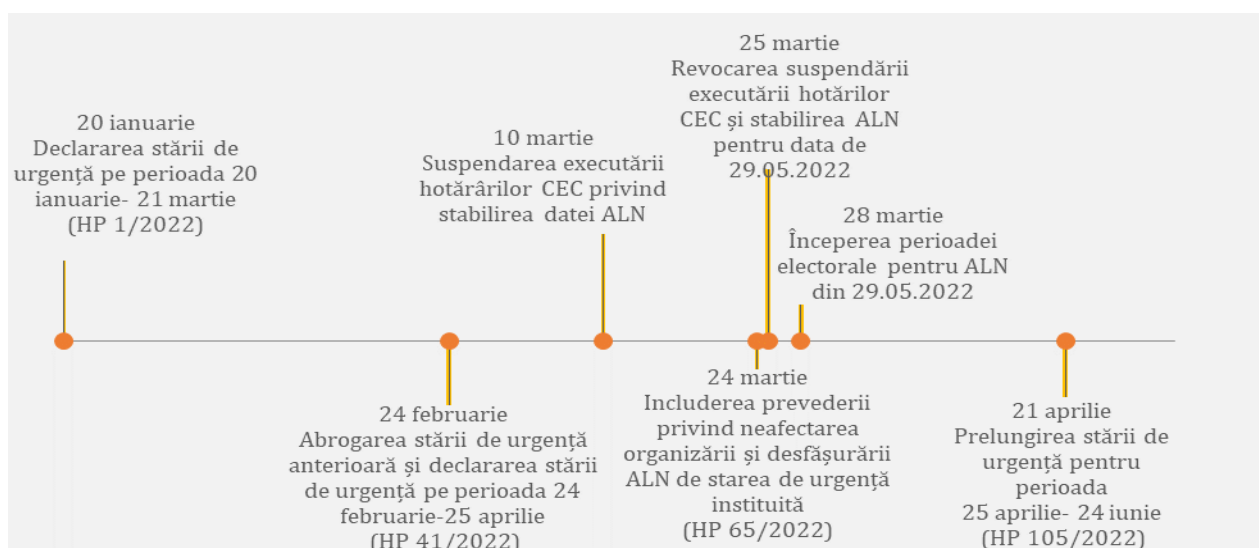 20 ianuarie
Declararea stării de
urgență pe perioada 20
ianuarie- 21 martie
(HP 1/2022)
24 februarie
Abrogarea stării de urgență
anterioară și declararea stării
de urgență pe perioada 24
februarie-25 aprilie
(HP 41/2022)
10 martie
Suspendarea executării
hotărârilor CEC privind
stabilirea datei ALN
24 martie
Includerea prevederii
privind neafectarea
organizării și desfășurării
ALN de starea de urgență
instituită
(HP 65/2022)
25 martie
Revocarea suspendării
executării hotărilor
CEC și stabilirea ALN
pentru data de
29.05.2022
28 martie
Începerea perioadei
electorale pentru ALN
din 29.05.2022
21 aprilie
Prelungirea stării de
urgență pentru
perioada
25 aprilie- 24 iunie
(HP 105/2022)